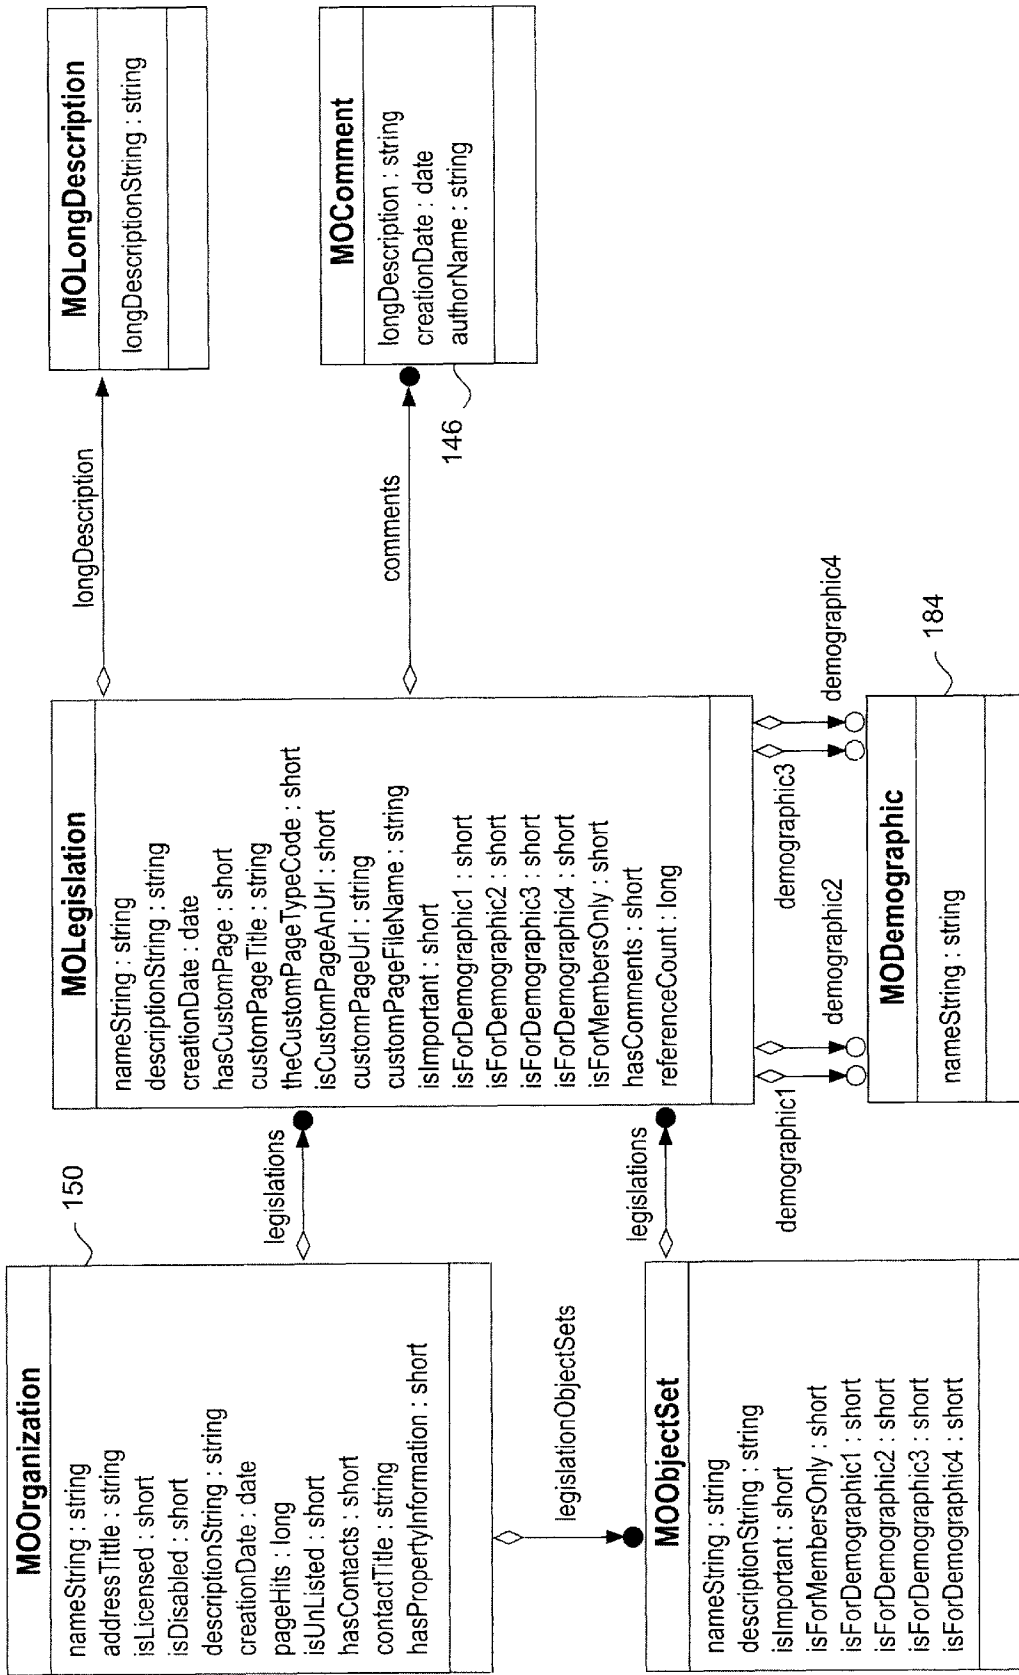 MOOrganization
nameString : string
addressTittle : string
isLicensed : short
isDisabled : short
descriptionString : string
creationDate : date
pageHits : long
isUnListed : short
hasContacts : short
contactTitle : string
hasPropertyInformation : short
150
legislations
legislationObjectSets
MOObjectSet
nameString : string
descriptionString : string
isImportant : short
isForMembersOnly : short
isForDemographic1 : short
isForDemographic2 : short
isForDemographic3 : short
isForDemographic4 : short
legislations
MOLegislation
nameString : string
descriptionString : string
creationDate : date
hasCustomPage : short
customPageTitle : string
theCustomPageTypeCode : short
isCustomPageAnUrl : short
customPageUrl : string
customPageFileName : string
isImportant : short
isForDemographic1 : short
isForDemographic2 : short
isForDemographic3 : short
isForDemographic4 : short
isForMembersOnly : short
hasComments : short
referenceCount : long
demographic1
demographic2
demographic3
demographic4
MODemographic
nameString : string
184
longDescription
MOLongDescription
longDescriptionString : string
comments
MOComment
longDescription : string
creationDate : date
authorName : string
146